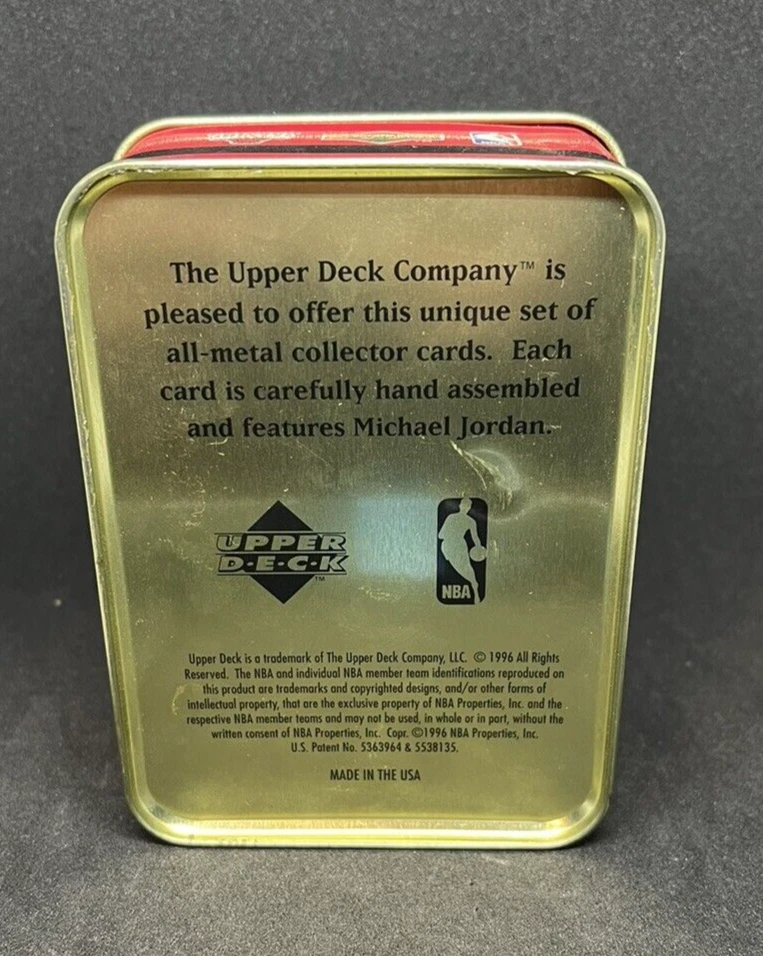 The Upper Deck Company™ is
pleased to offer this unique set of
all-metal collector cards. Each
card is carefully hand assembled
and features Michael Jordan.
UPPER
D·E·C·K™
NBA
Upper Deck is a trademark of The Upper Deck Company, LLC. © 1996 All Rights
Reserved. The NBA and individual NBA member team identifications reproduced on
this product are trademarks and copyrighted designs, and/or other forms of
intellectual property, that are the exclusive property of NBA Properties, Inc. and the
respective NBA member teams and may not be used, in whole or in part, without the
written consent of NBA Properties, Inc. Copr. ©1996 NBA Properties, Inc.
U.S. Patent No. 5363964 & 5538135.
MADE IN THE USA